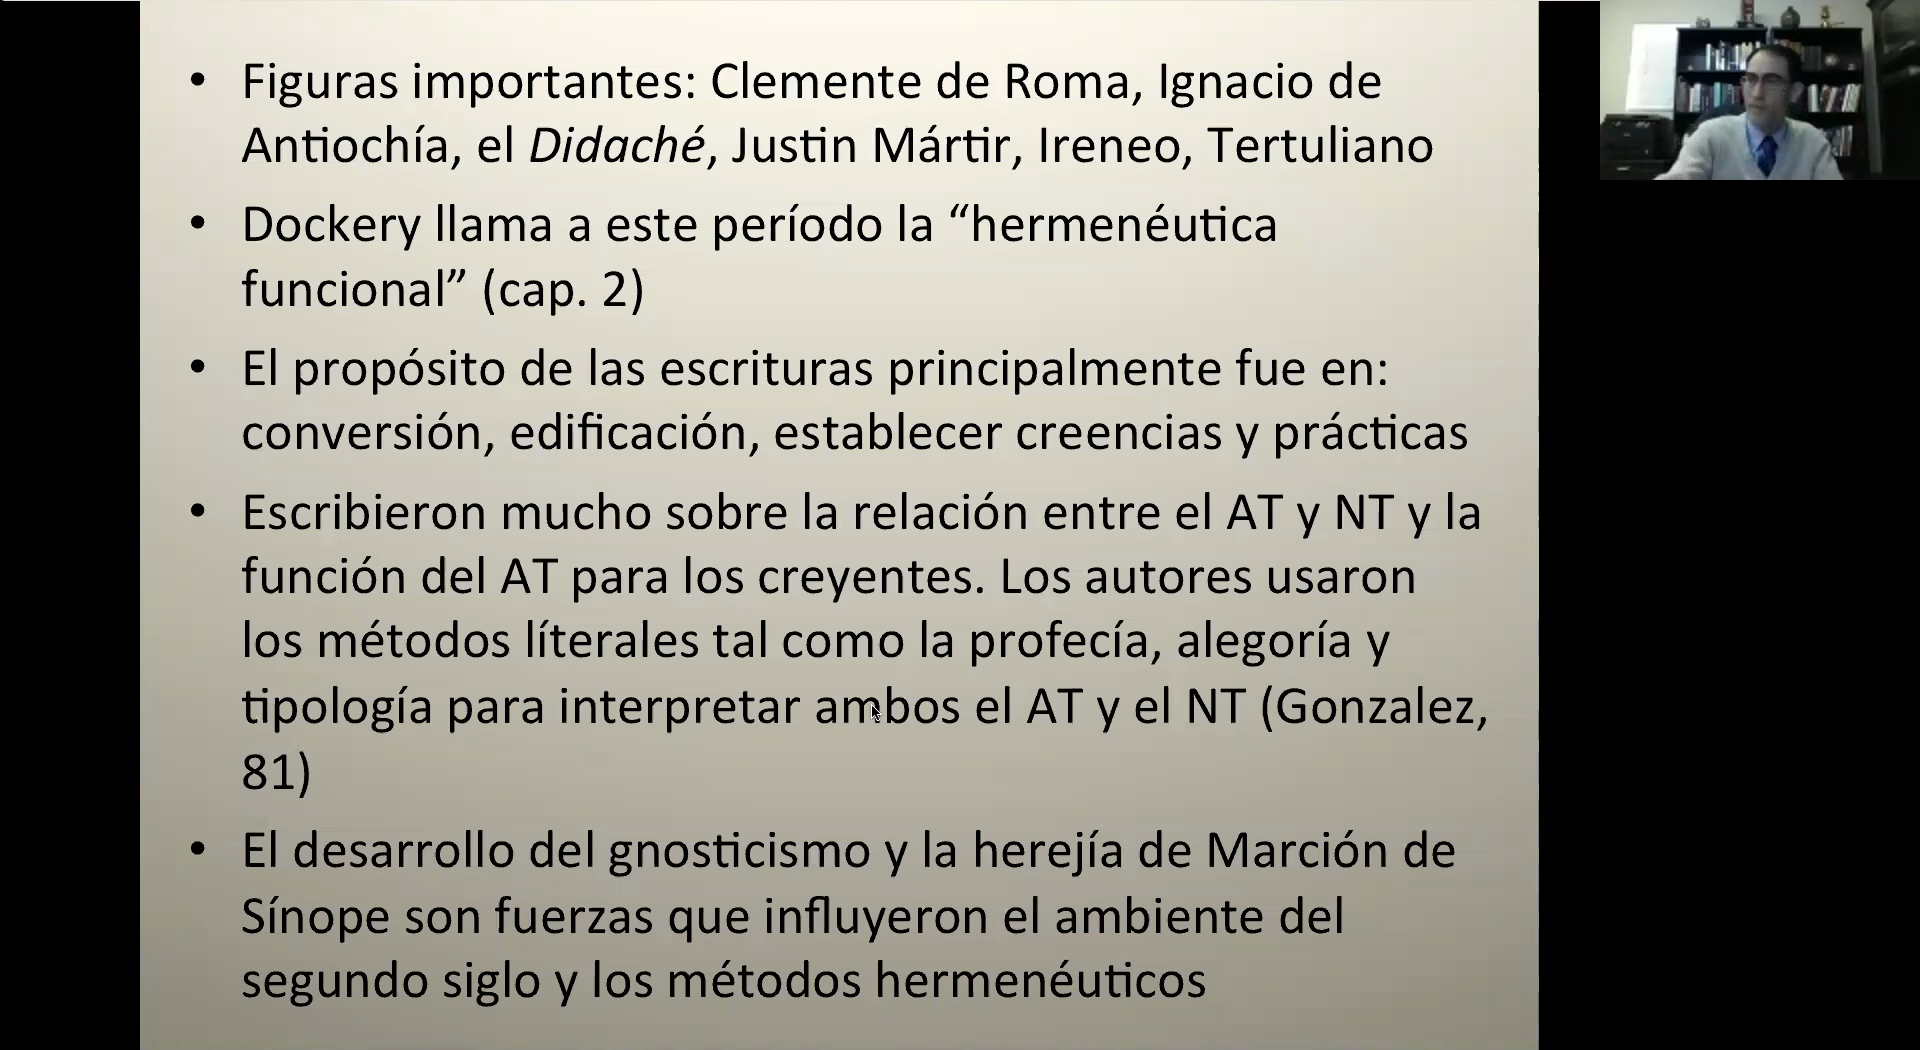 • Figuras importantes: Clemente de Roma, Ignacio de
Antiochía, el Didaché, Justin Mártir, Ireneo, Tertuliano
• Dockery llama a este período la “hermenéutica
funcional” (cap. 2)
• El propósito de las escrituras principalmente fue en:
conversión, edificación, establecer creencias y prácticas
• Escribieron mucho sobre la relación entre el AT y NT y la
función del AT para los creyentes. Los autores usaron
los métodos líterales tal como la profecía, alegoría y
tipología para interpretar ambos el AT y el NT (Gonzalez,
81)
• El desarrollo del gnosticismo y la herejía de Marción de
Sínope son fuerzas que influyeron el ambiente del
segundo siglo y los métodos hermenéuticos